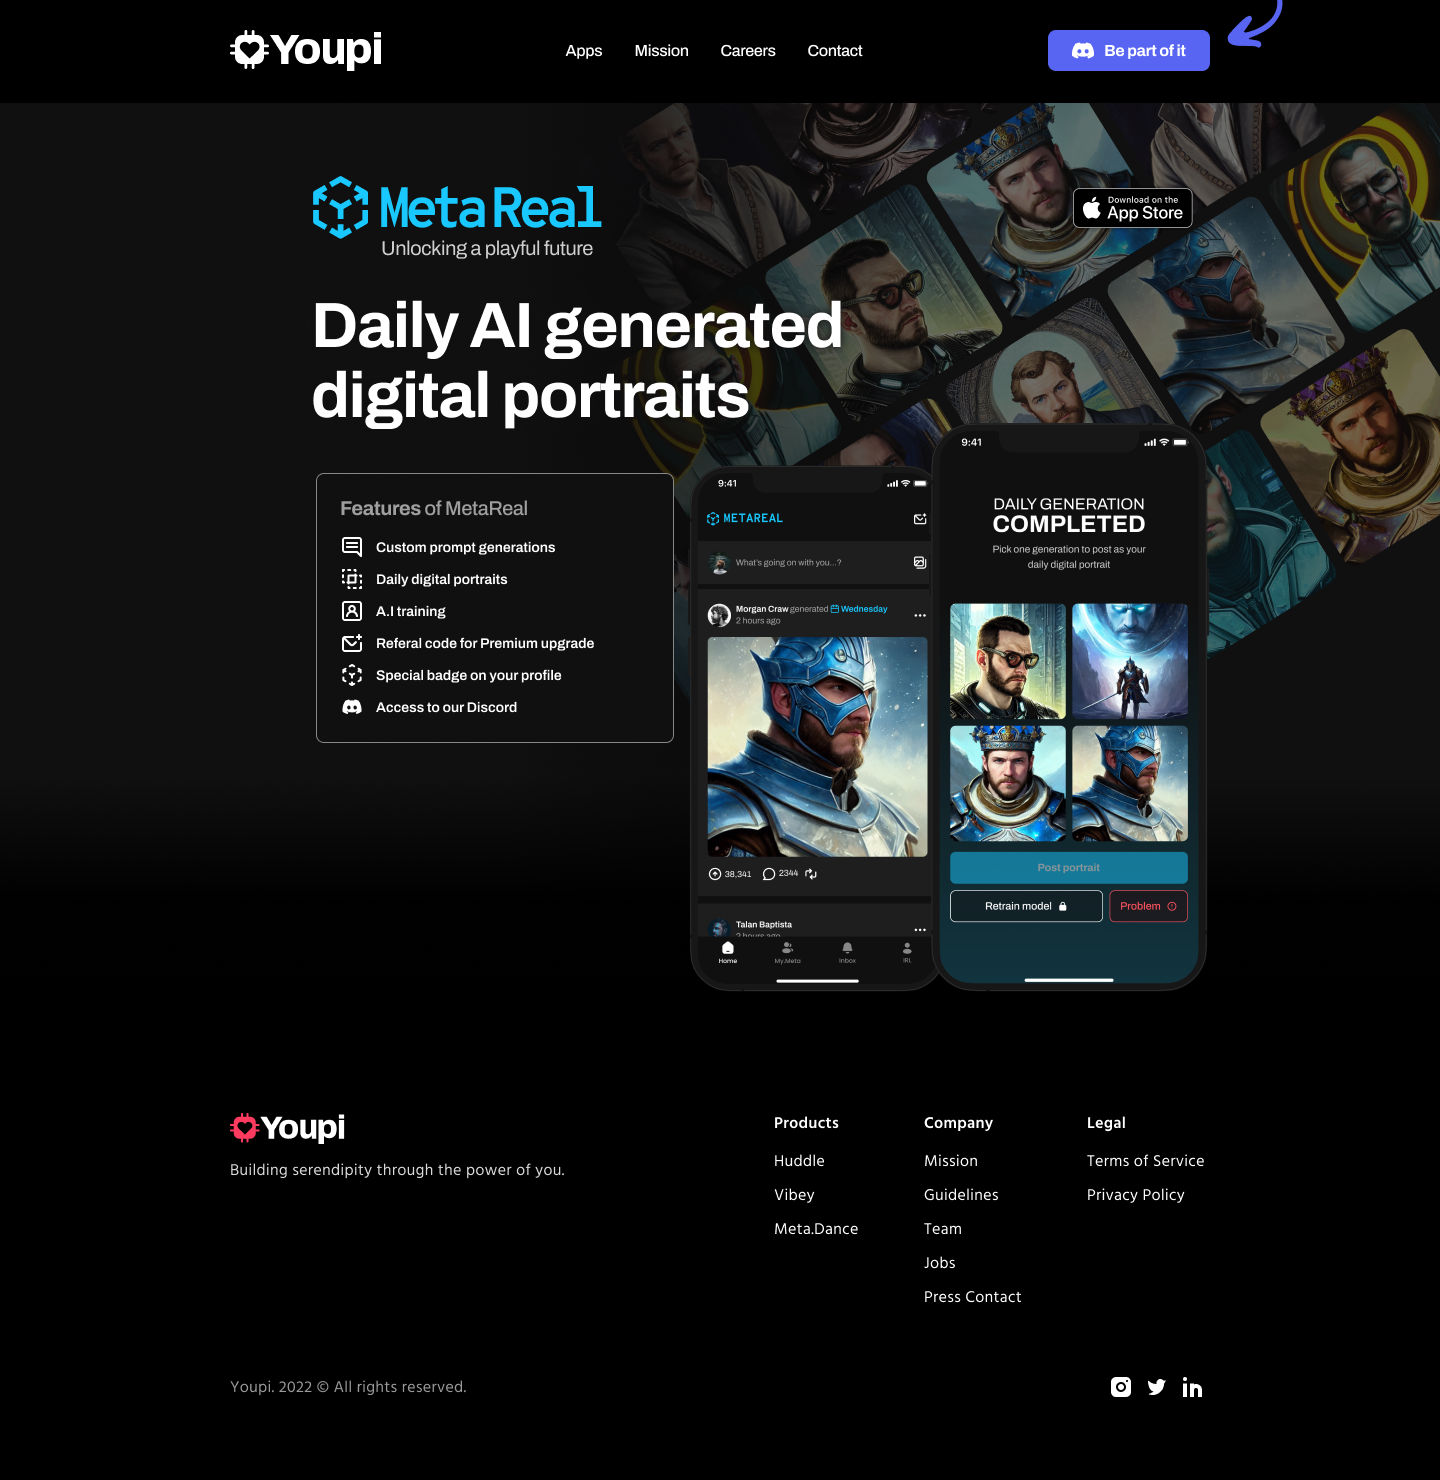 Youpi
Apps Mission Careers Contact
Be part of it
MetaReal
Unlocking a playful future
Download on the
App Store
Daily AI generated
digital portraits
Features of MetaReal
Custom prompt generations
Daily digital portraits
A.I training
Referal code for Premium upgrade
Special badge on your profile
Access to our Discord
9:41
METAREAL
What's going on with you...?
Morgan Craw generated Wednesday
2 hours ago
38,341 2344
Talan Baptista
2 hours ago
Home My.Meta Inbox IRL
9:41
DAILY GENERATION
COMPLETED
Pick one generation to post as your
daily digital portrait
Post portrait
Retrain model Problem
Youpi
Building serendipity through the power of you.
Products
Huddle
Vibey
Meta.Dance
Company
Mission
Guidelines
Team
Jobs
Press Contact
Legal
Terms of Service
Privacy Policy
Youpi. 2022 © All rights reserved.